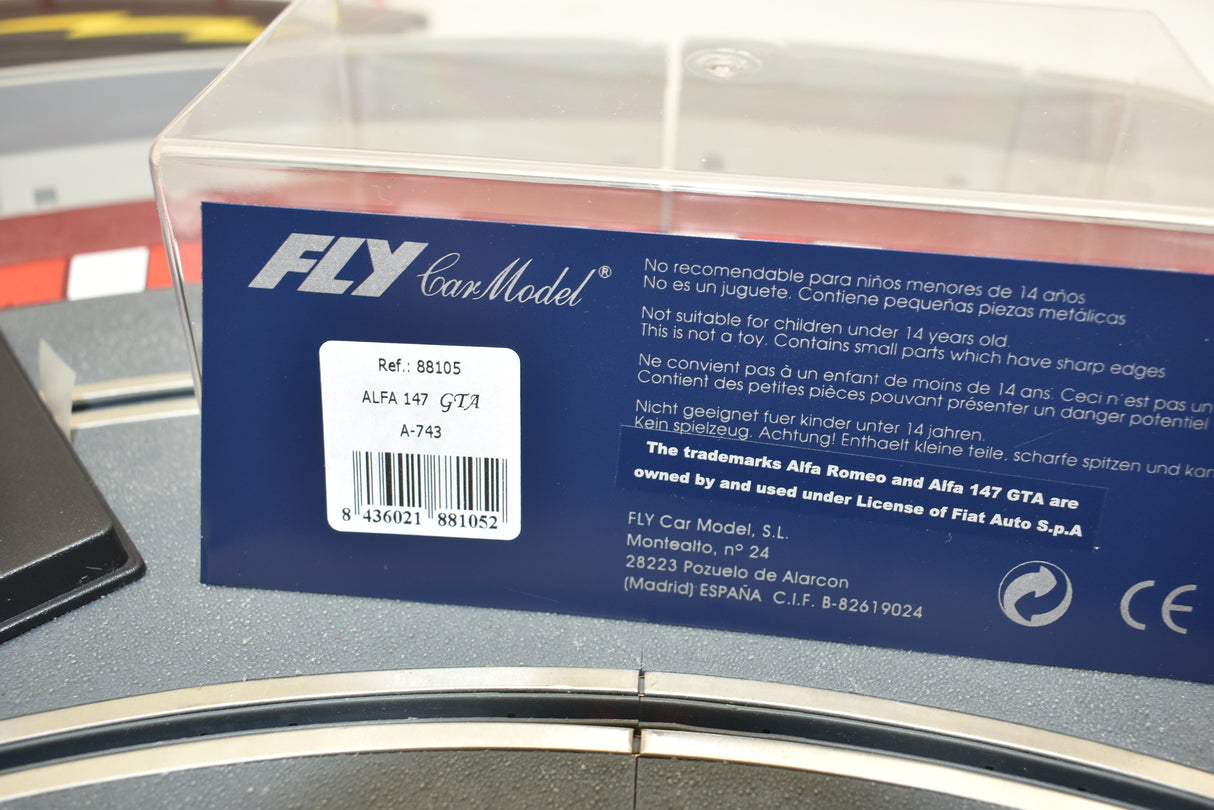 FLY Car Model®
Ref.: 88105
ALFA 147 GTA
A-743
8 436021 881052
No recomendable para niños menores de 14 años
No es un juguete. Contiene pequeñas piezas metálicas
Not suitable for children under 14 years old.
This is not a toy. Contains small parts which have sharp edges
Ne convient pas à un enfant de moins de 14 ans. Ceci n'est pas un
Contient des petites pièces pouvant présenter un danger potentiel
Nicht geeignet fuer kinder unter 14 jahren.
Kein spielzeug. Achtung! Enthaelt kleine teile, scharfe spitzen und kan
The trademarks Alfa Romeo and Alfa 147 GTA are
owned by and used under License of Fiat Auto S.p.A
FLY Car Model, S.L.
Montealto, nº 24
28223 Pozuelo de Alarcon
(Madrid) ESPAÑA C.I.F. B-82619024
CE